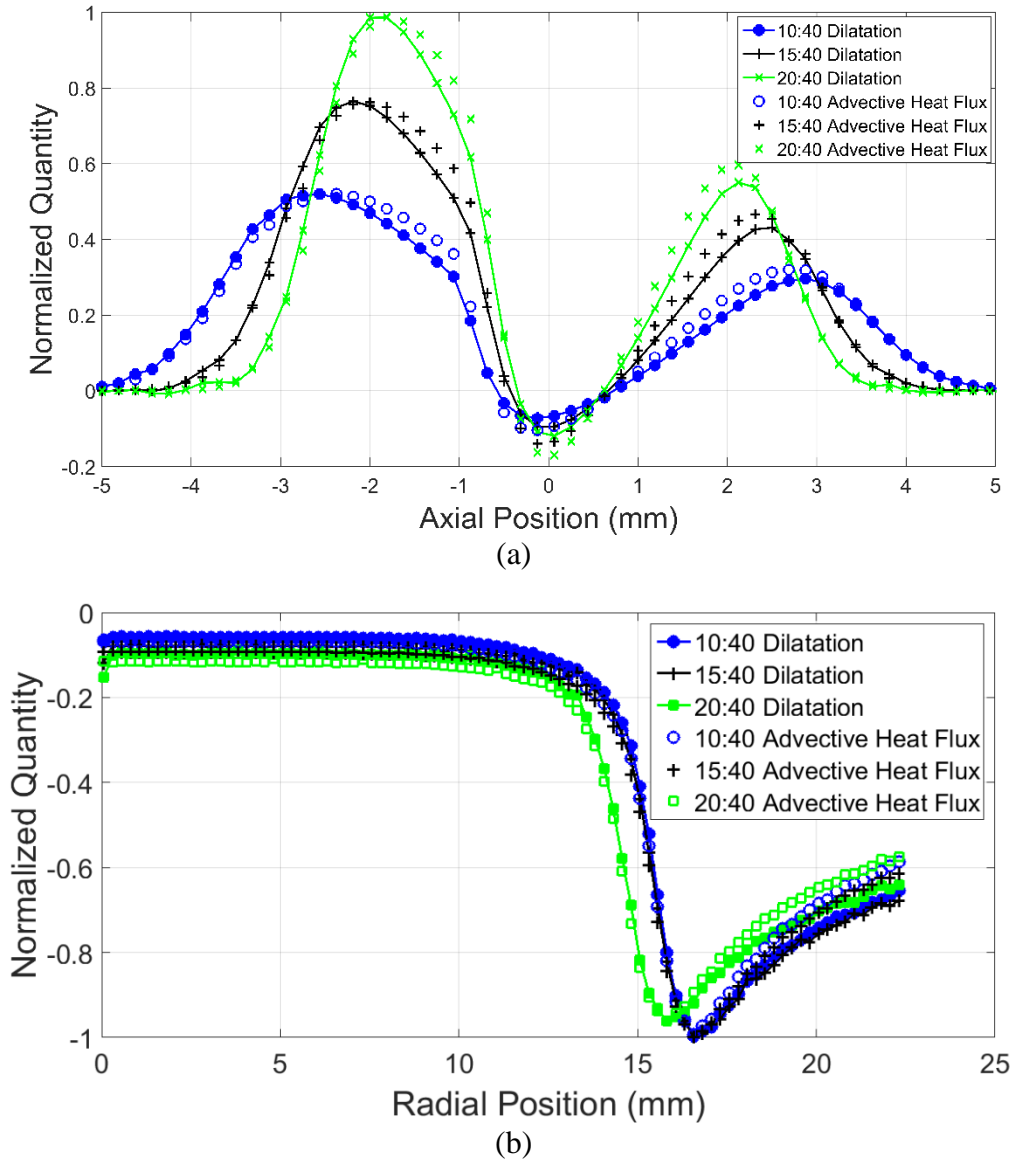 1
0.8
0.6
0.4
0.2
0
-0.2
Normalized Quantity
10:40 Dilatation
15:40 Dilatation
20:40 Dilatation
10:40 Advective Heat Flux
15:40 Advective Heat Flux
20:40 Advective Heat Flux
-5 -4 -3 -2 -1 0 1 2 3 4 5
Axial Position (mm)
(a)
0
-0.2
-0.4
-0.6
-0.8
-1
Normalized Quantity
10:40 Dilatation
15:40 Dilatation
20:40 Dilatation
10:40 Advective Heat Flux
15:40 Advective Heat Flux
20:40 Advective Heat Flux
0 5 10 15 20 25
Radial Position (mm)
(b)